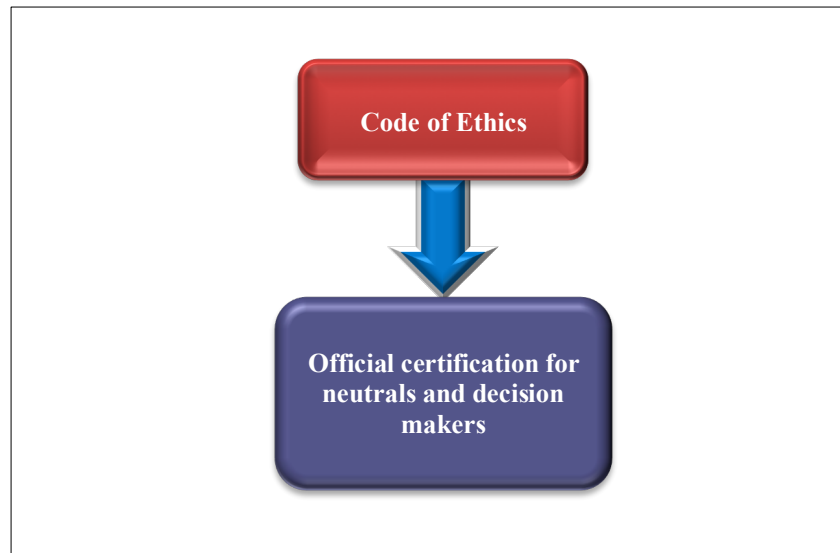 Code of Ethics
Official certification for
neutrals and decision
makers